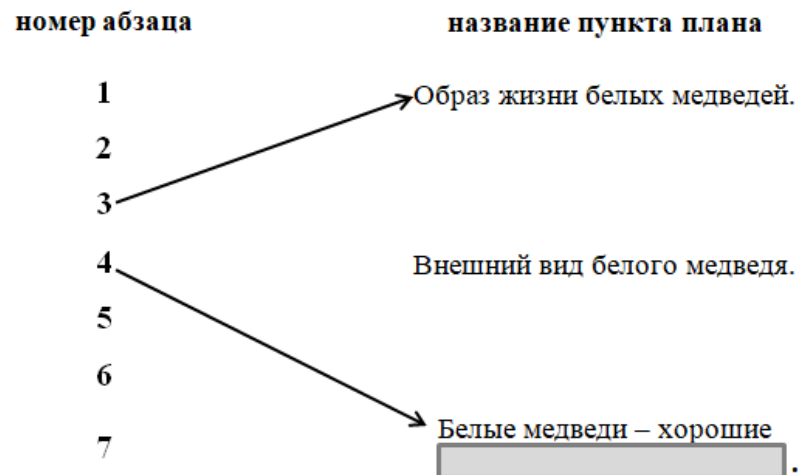 номер абзаца название пункта плана
1 Образ жизни белых медведей.
2
3
4 Внешний вид белого медведя.
5
6
7 Белые медведи – хорошие
.